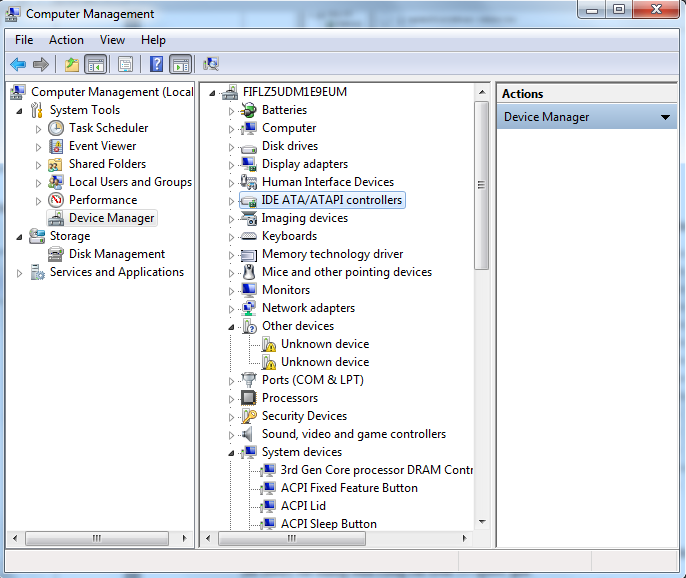 Computer Management
File Action View Help
Computer Management (Local
System Tools
Task Scheduler
Event Viewer
Shared Folders
Local Users and Groups
Performance
Device Manager
Storage
Disk Management
Services and Applications
FIFLZ5UDM1E9EUM
Batteries
Computer
Disk drives
Display adapters
Human Interface Devices
IDE ATA/ATAPI controllers
Imaging devices
Keyboards
Memory technology driver
Mice and other pointing devices
Monitors
Network adapters
Other devices
Unknown device
Unknown device
Ports (COM & LPT)
Processors
Security Devices
Sound, video and game controllers
System devices
3rd Gen Core processor DRAM Contr
ACPI Fixed Feature Button
ACPI Lid
ACPI Sleep Button
Actions
Device Manager